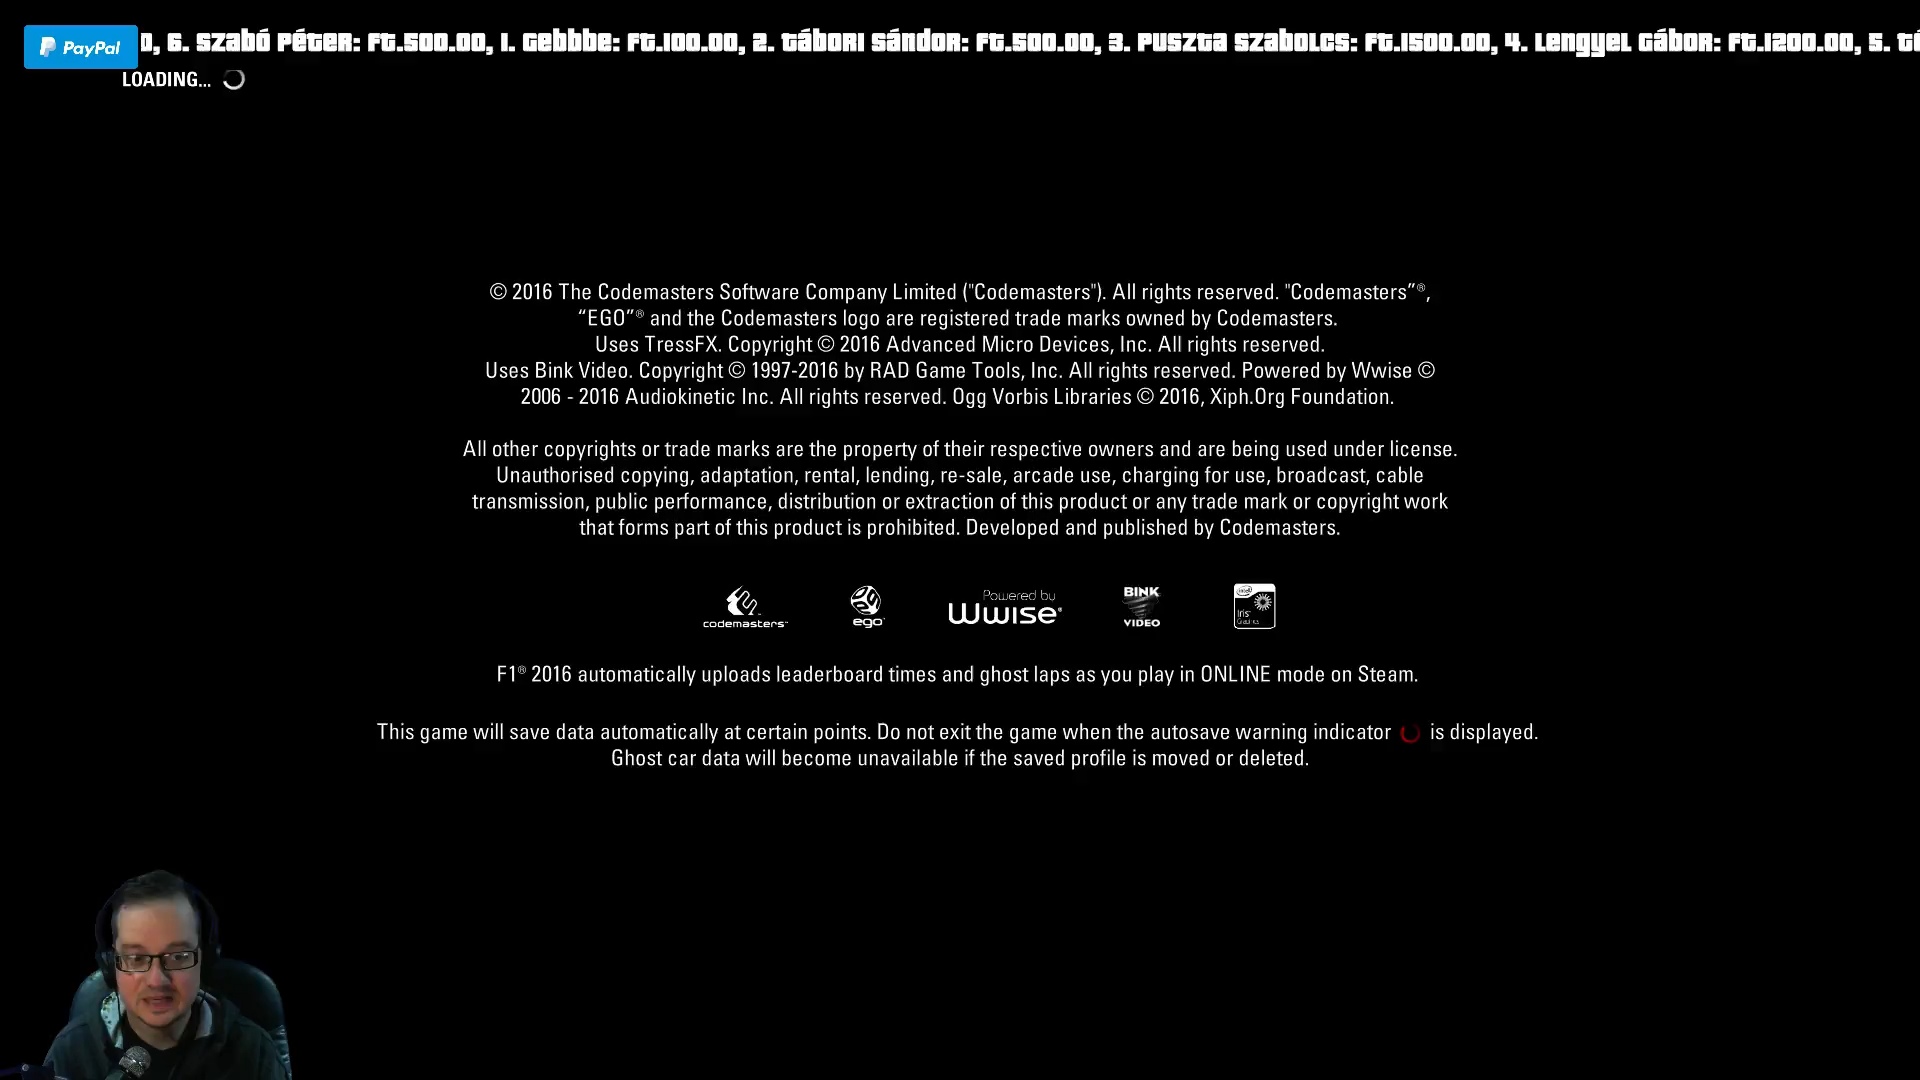 PayPal
0, 6. Szabó Péter: Ft.500.00, 1. Gebbbe: Ft.100.00, 2. Tábori Sándor: Ft.500.00, 3. Puszta Szabolcs: Ft.1500.00, 4. Lengyel Gábor: Ft.1200.00, 5. Tó
LOADING...
© 2016 The Codemasters Software Company Limited ("Codemasters"). All rights reserved. "Codemasters”®,
“EGO”® and the Codemasters logo are registered trade marks owned by Codemasters.
Uses TressFX. Copyright © 2016 Advanced Micro Devices, Inc. All rights reserved.
Uses Bink Video. Copyright © 1997-2016 by RAD Game Tools, Inc. All rights reserved. Powered by Wwise ©
2006 - 2016 Audiokinetic Inc. All rights reserved. Ogg Vorbis Libraries © 2016, Xiph.Org Foundation.
All other copyrights or trade marks are the property of their respective owners and are being used under license.
Unauthorised copying, adaptation, rental, lending, re-sale, arcade use, charging for use, broadcast, cable
transmission, public performance, distribution or extraction of this product or any trade mark or copyright work
that forms part of this product is prohibited. Developed and published by Codemasters.
codemasters™
ego
Powered by
Wwise®
BINK
VIDEO
intel
Iris™
Graphics
F1® 2016 automatically uploads leaderboard times and ghost laps as you play in ONLINE mode on Steam.
This game will save data automatically at certain points. Do not exit the game when the autosave warning indicator is displayed.
Ghost car data will become unavailable if the saved profile is moved or deleted.